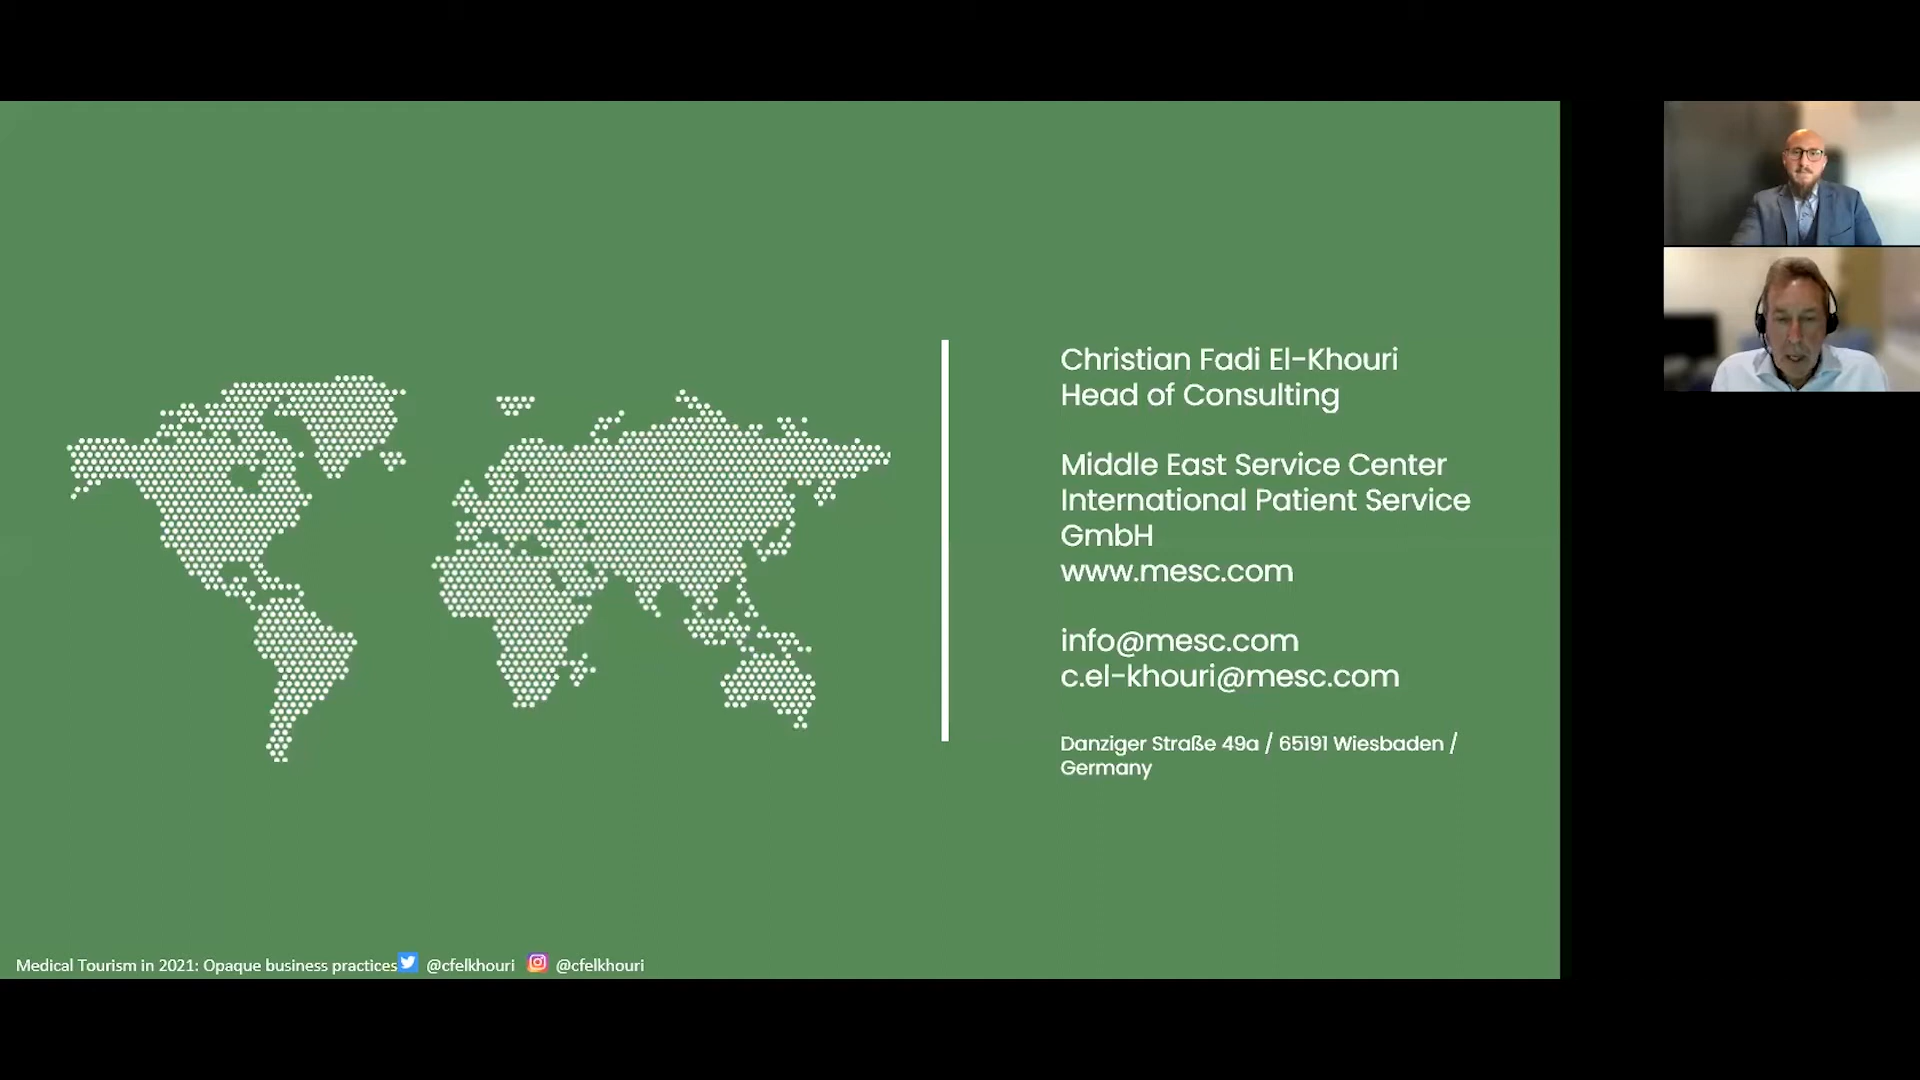 Christian Fadi El-Khouri
Head of Consulting
Middle East Service Center
International Patient Service
GmbH
www.mesc.com
info@mesc.com
c.el-khouri@mesc.com
Danziger Straße 49a / 65191 Wiesbaden /
Germany
Medical Tourism in 2021: Opaque business practices @cfelkhouri @cfelkhouri